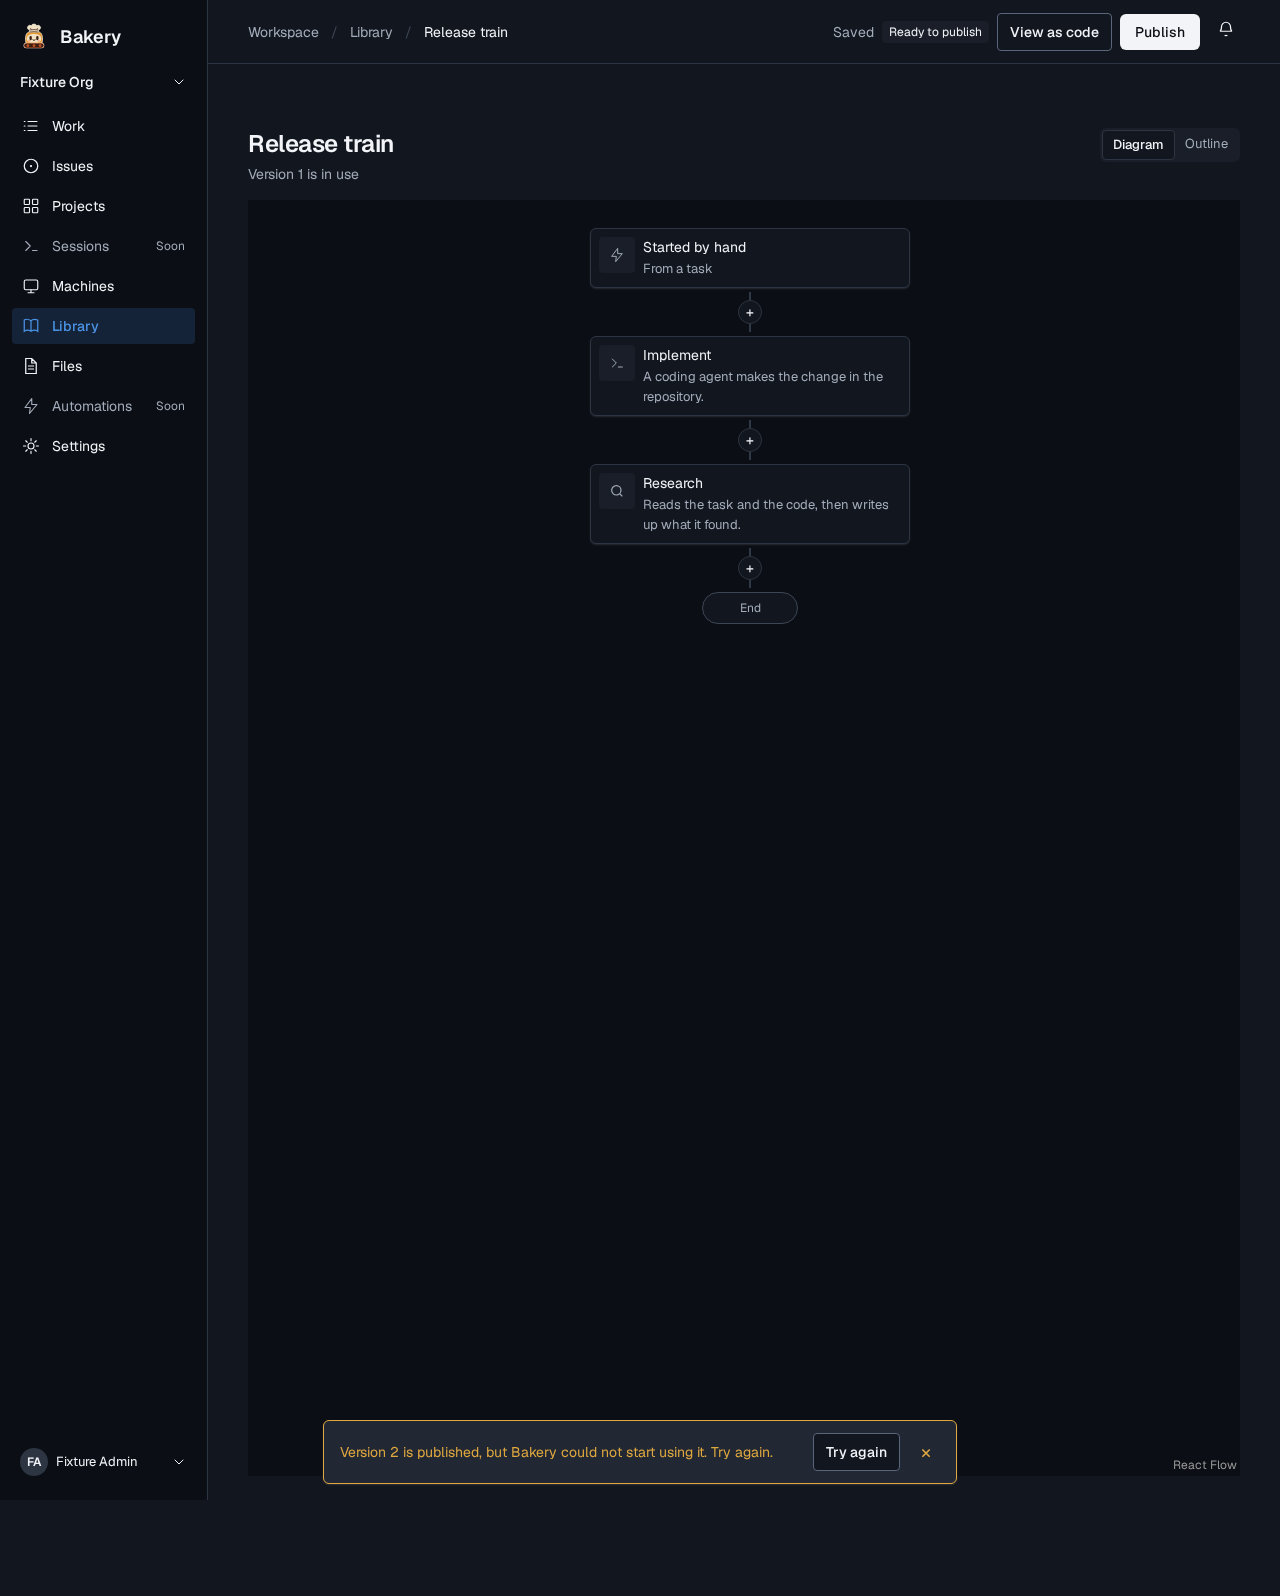 Bakery
Fixture Org
Work
Issues
Projects
Sessions Soon
Machines
Library
Files
Automations Soon
Settings
FA Fixture Admin
Workspace / Library / Release train
Saved Ready to publish View as code Publish
Release train
Version 1 is in use
Diagram Outline
Started by hand
From a task
+
Implement
A coding agent makes the change in the
repository.
+
Research
Reads the task and the code, then writes
up what it found.
+
End
Version 2 is published, but Bakery could not start using it. Try again. Try again ×
React Flow